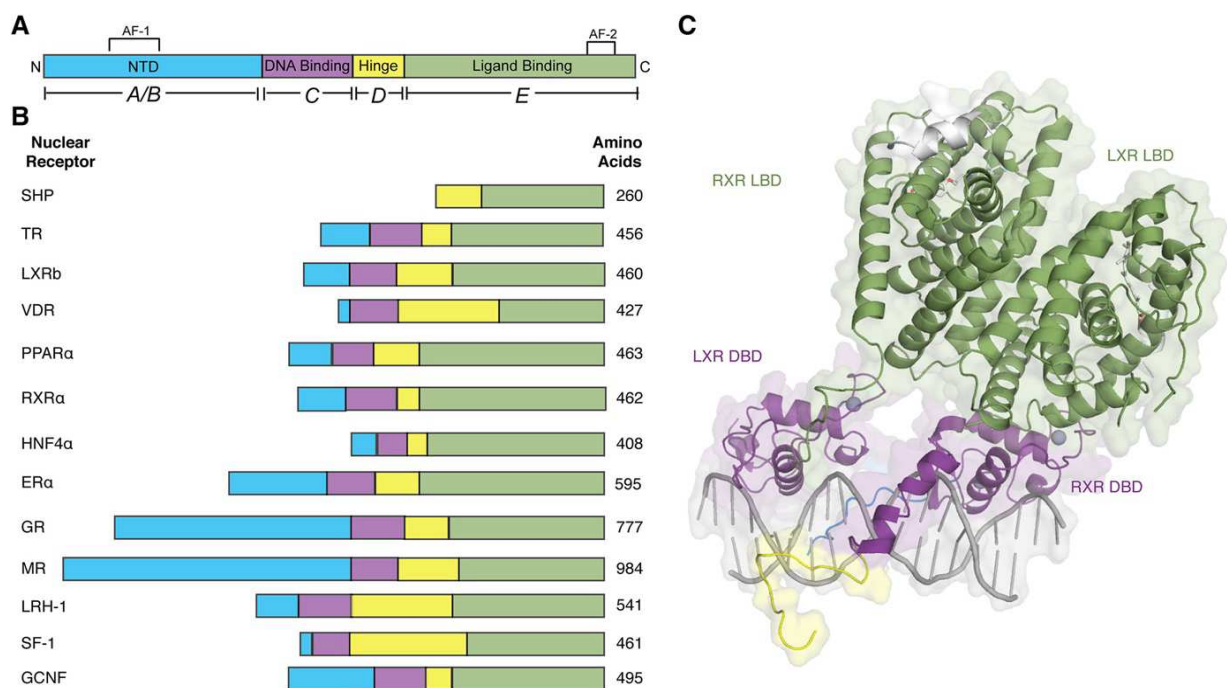 A
AF-1
AF-2
N NTD DNA Binding Hinge Ligand Binding C
A/B C D E
B
Nuclear Receptor
Amino Acids
SHP 260
TR 456
LXRb 460
VDR 427
PPARα 463
RXRα 462
HNF4α 408
ERα 595
GR 777
MR 984
LRH-1 541
SF-1 461
GCNF 495
C
RXR LBD
LXR LBD
LXR DBD
RXR DBD